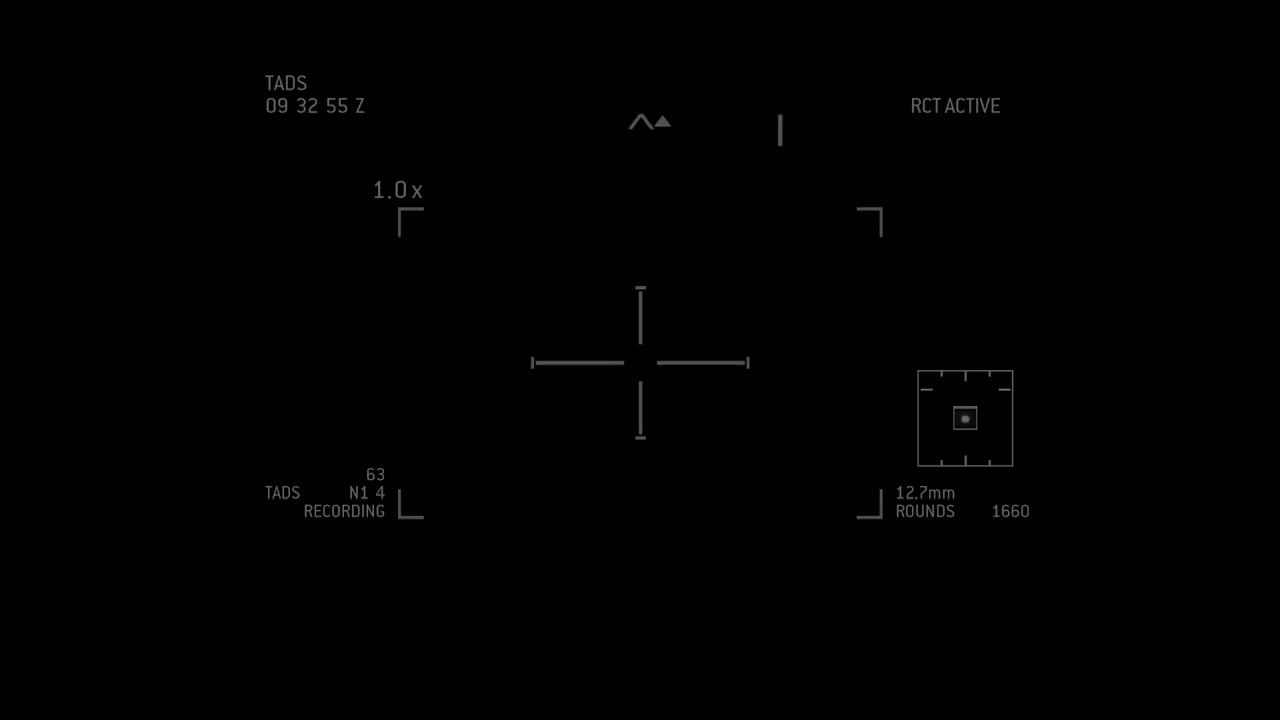 TADS
09 32 55 Z
RCT ACTIVE
1.0 x
63
TADS N1 4
RECORDING
12.7mm
ROUNDS 1660